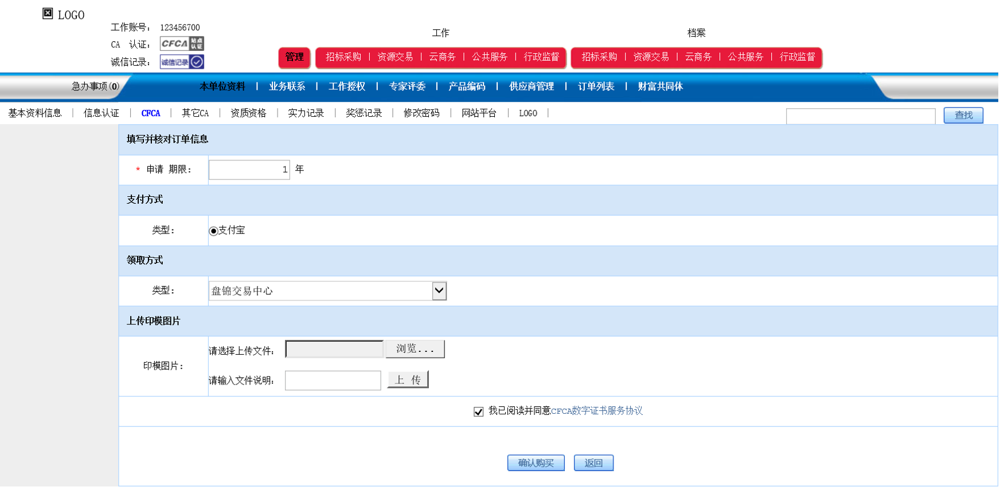 LOGO
工作账号： 123456700
CA 认证： CFCA 站点认证
诚信记录： 诚信记录
工作 档案
管理 招标采购 | 资源交易 | 云商务 | 公共服务 | 行政监督 招标采购 | 资源交易 | 云商务 | 公共服务 | 行政监督
急办事项(0) 本单位资料 | 业务联系 | 工作授权 | 专家评委 | 产品编码 | 供应商管理 | 订单列表 | 财富共同体
基本资料信息 | 信息认证 | CFCA | 其它CA | 资质资格 | 实力记录 | 奖惩记录 | 修改密码 | 网站平台 | LOGO | 查找
填写并核对订单信息
* 申请 期限： 1 年
支付方式
类型： 支付宝
领取方式
类型： 盘锦交易中心
上传印模图片
印模图片：
请选择上传文件： 浏览...
请输入文件说明： 上 传
我已阅读并同意CFCA数字证书服务协议
确认购买 返回